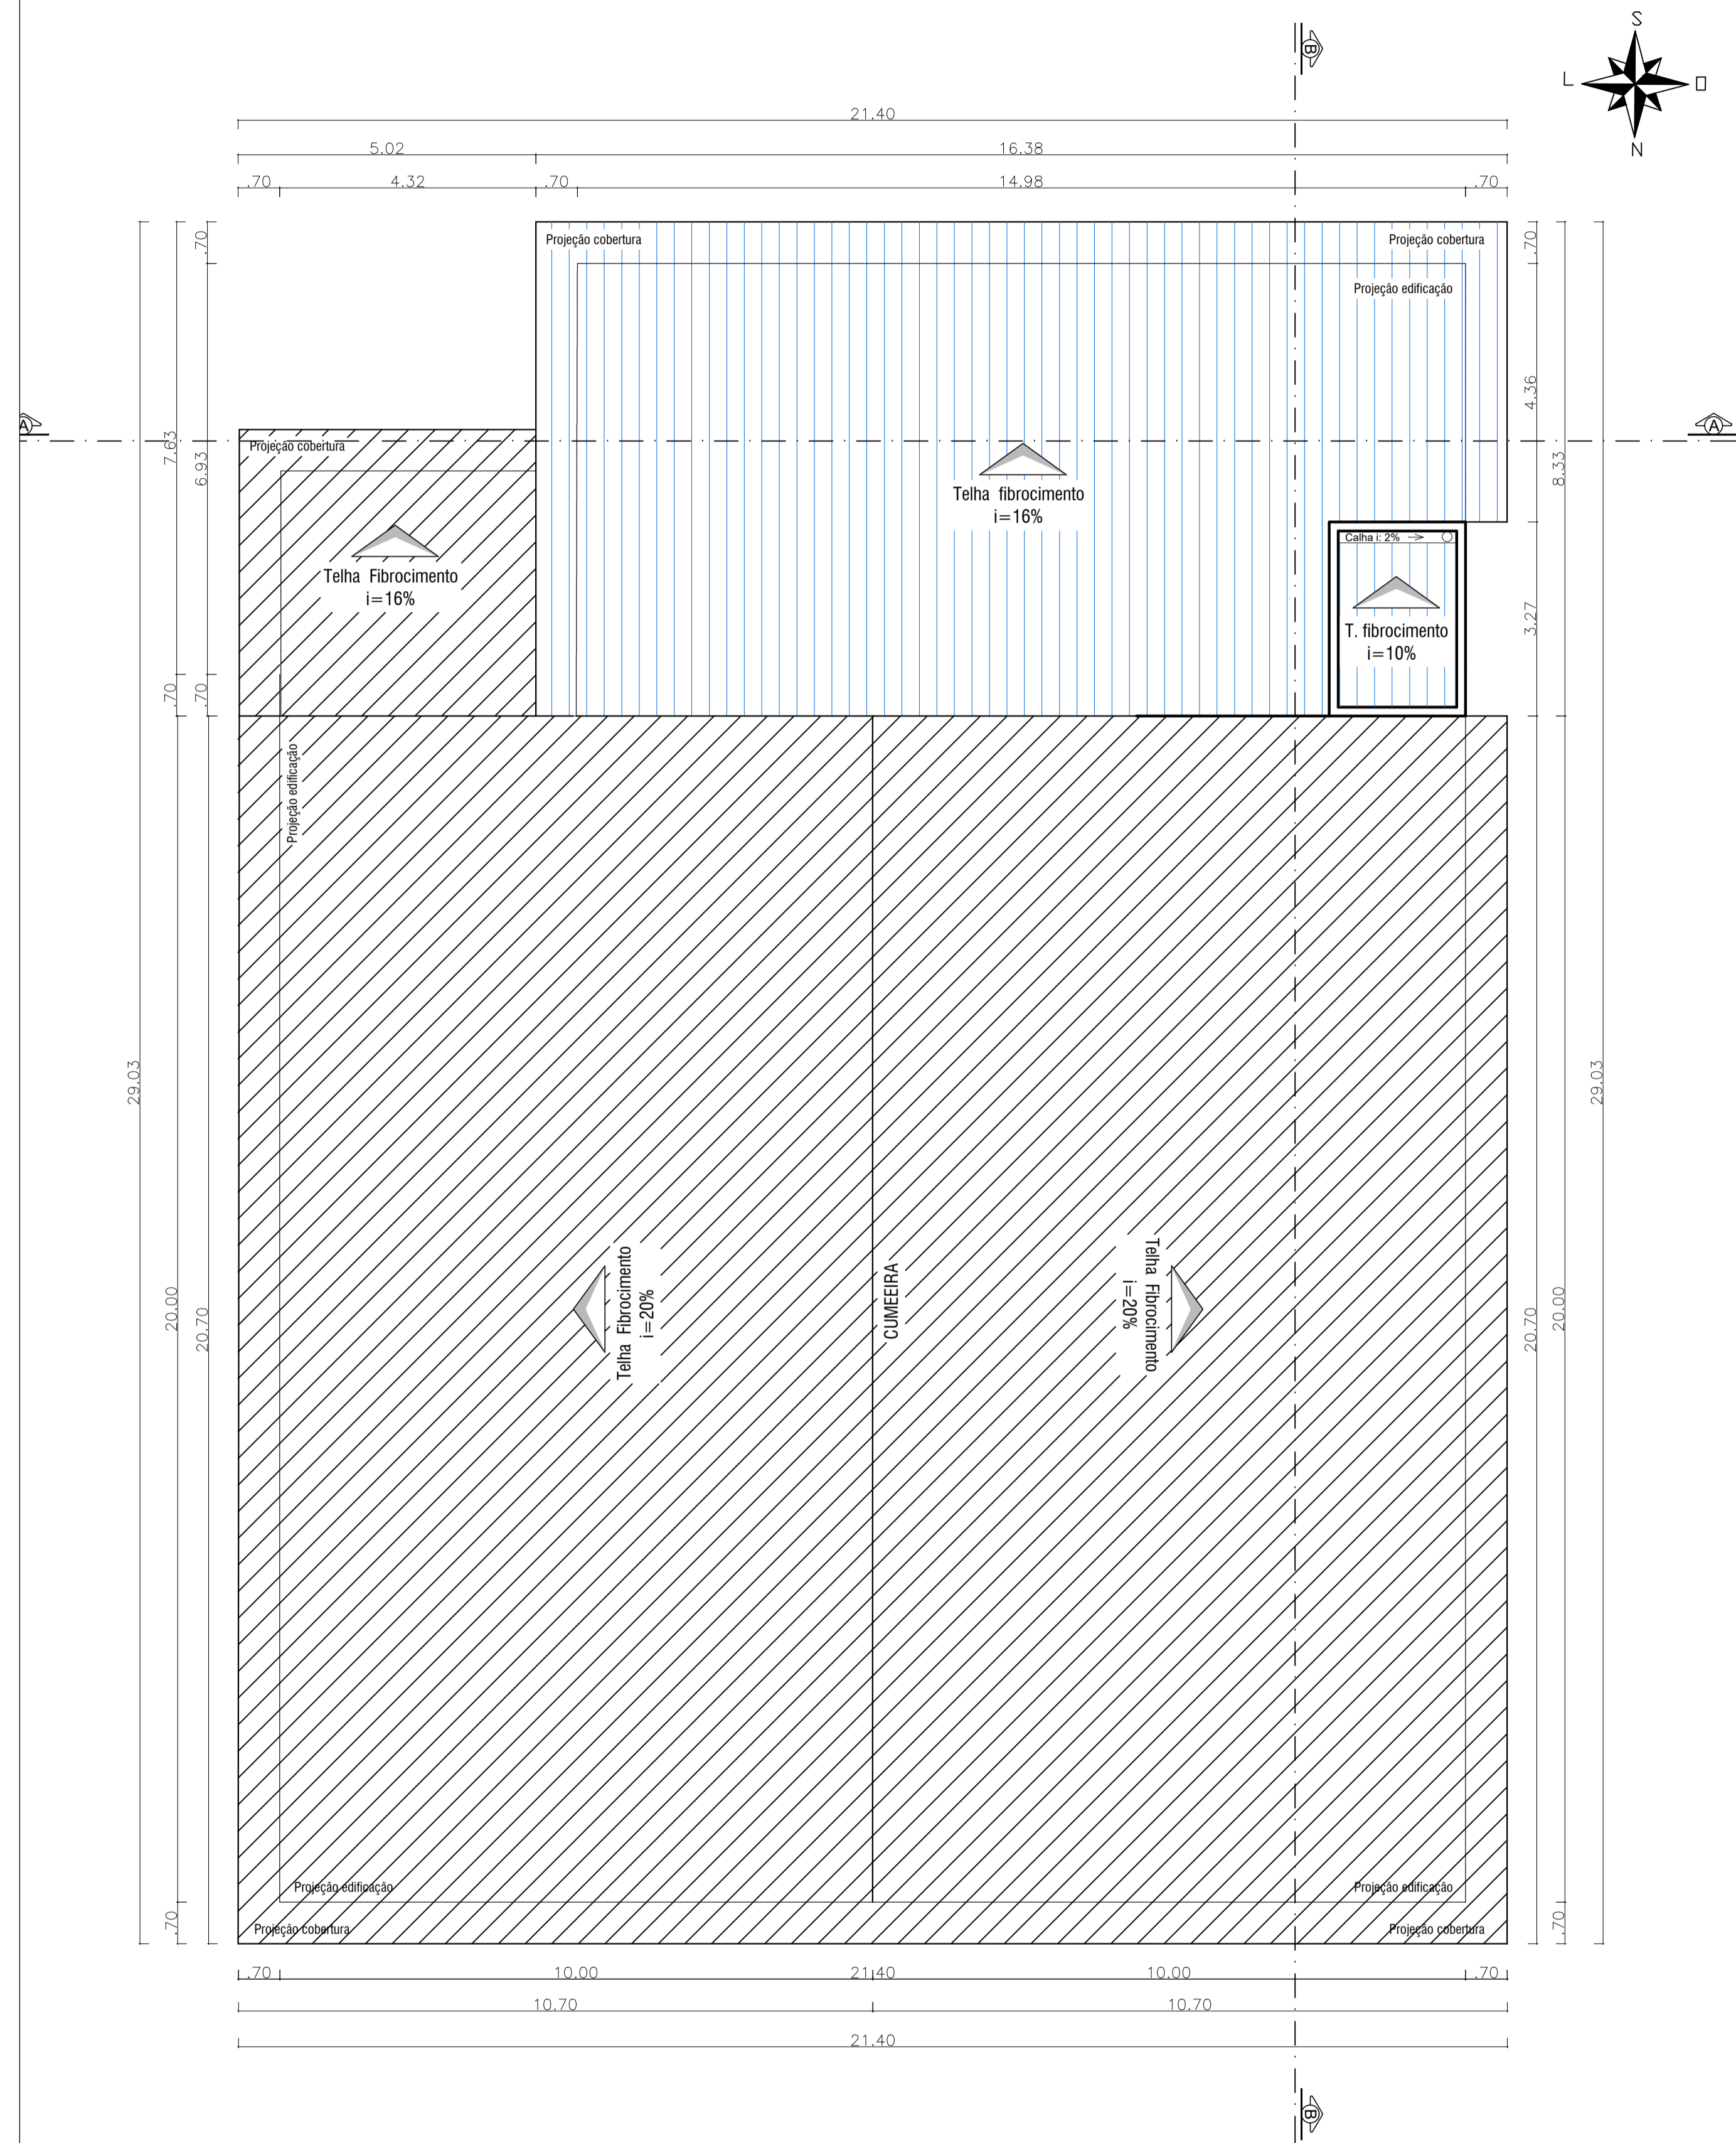 S
L
O
N
B
21.40
5.02
16.38
.70
4.32
.70
14.98
.70
Projeção cobertura
Projeção cobertura
Projeção edificação
.70
.70
4.36
A
A
7.63
6.93
8.33
Projeção cobertura
Telha fibrocimento
i=16%
Calha i: 2%
Telha Fibrocimento
i=16%
T. fibrocimento
i=10%
3.27
.70
.70
Projeção edificação
29.03
29.03
20.00
20.70
Telha Fibrocimento
i=20%
CUMEEIRA
Telha Fibrocimento
i=20%
20.70
20.00
Projeção edificação
Projeção edificação
.70
Projeção cobertura
Projeção cobertura
.70
.70
10.00
21.40
10.00
.70
10.70
10.70
21.40
B